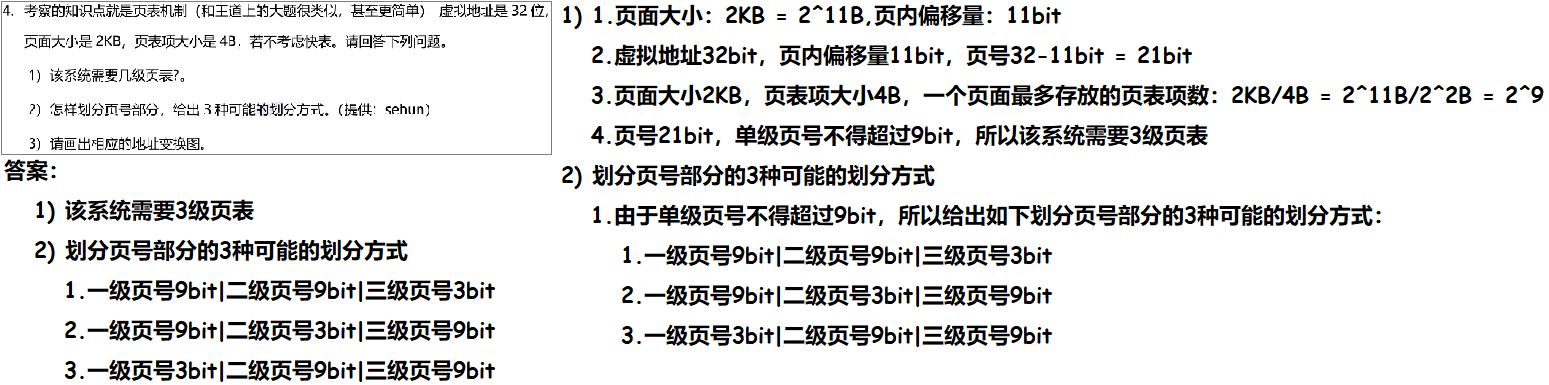 4. 考察的知识点就是页表机制（和王道上的大题很类似，甚至更简单） 虚拟地址是 32 位，
页面大小是 2KB，页表项大小是 4B，若不考虑快表。请回答下列问题。
1）该系统需要几级页表?。
2）怎样划分页号部分，给出 3 种可能的划分方式。（提供：sehun）
3）请画出相应的地址变换图。
答案：
1) 该系统需要3级页表
2) 划分页号部分的3种可能的划分方式
1.一级页号9bit|二级页号9bit|三级页号3bit
2.一级页号9bit|二级页号3bit|三级页号9bit
3.一级页号3bit|二级页号9bit|三级页号9bit
1) 1.页面大小：2KB = 2^11B,页内偏移量：11bit
2.虚拟地址32bit，页内偏移量11bit，页号32-11bit = 21bit
3.页面大小2KB，页表项大小4B，一个页面最多存放的页表项数：2KB/4B = 2^11B/2^2B = 2^9
4.页号21bit，单级页号不得超过9bit，所以该系统需要3级页表
2) 划分页号部分的3种可能的划分方式
1.由于单级页号不得超过9bit，所以给出如下划分页号部分的3种可能的划分方式：
1.一级页号9bit|二级页号9bit|三级页号3bit
2.一级页号9bit|二级页号3bit|三级页号9bit
3.一级页号3bit|二级页号9bit|三级页号9bit